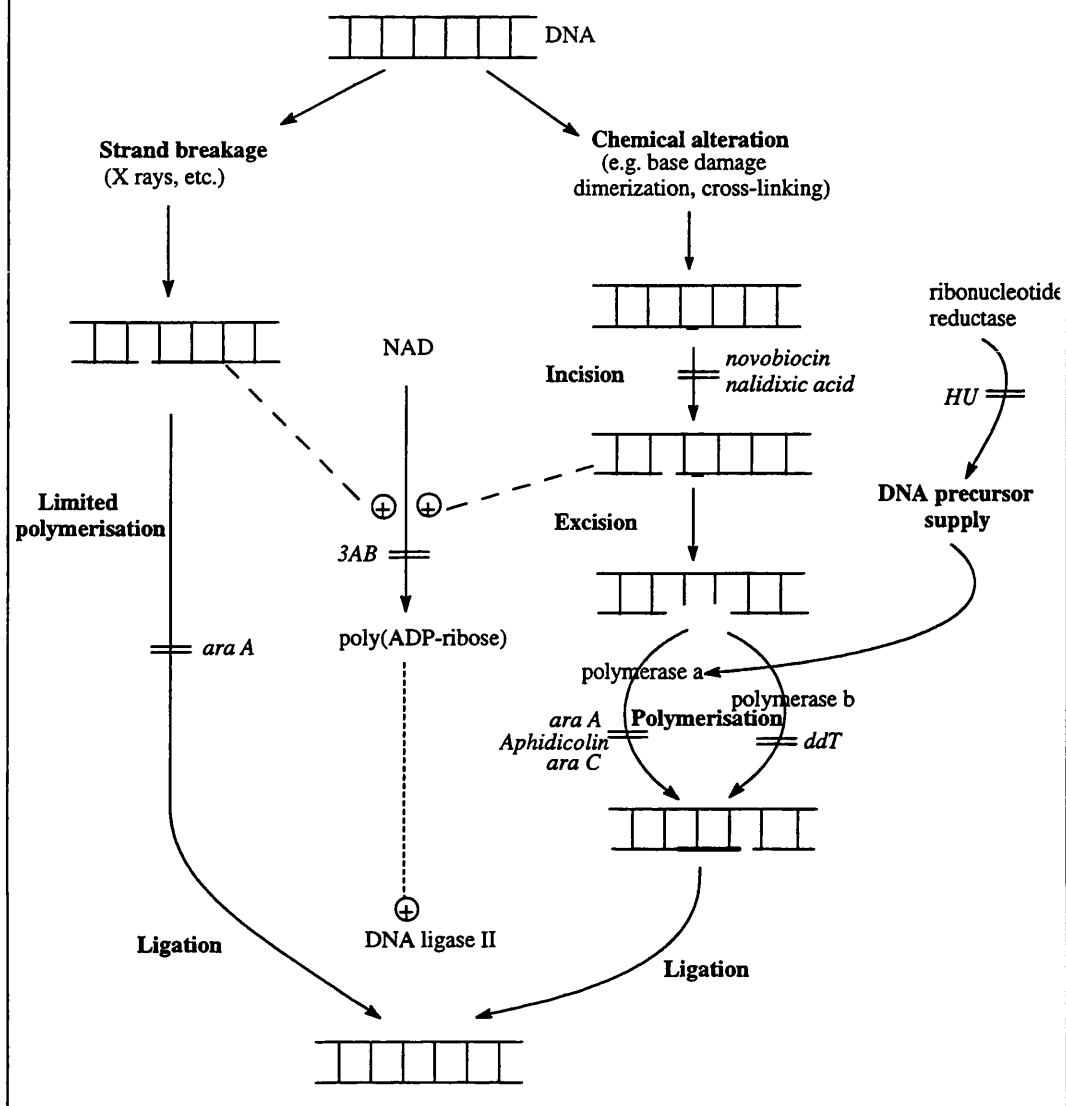 DNA
Strand breakage
(X rays, etc.)
Chemical alteration
(e.g. base damage
dimerization, cross-linking)
ribonucleotide
reductase
NAD
Incision
novobiocin
nalidixic acid
HU
Limited
polymerisation
+
+
3AB
Excision
DNA precursor
supply
ara A
poly(ADP-ribose)
polymerase a
polymerase b
Polymerisation
ara A
Aphidicolin
ara C
ddT
+
DNA ligase II
Ligation
Ligation